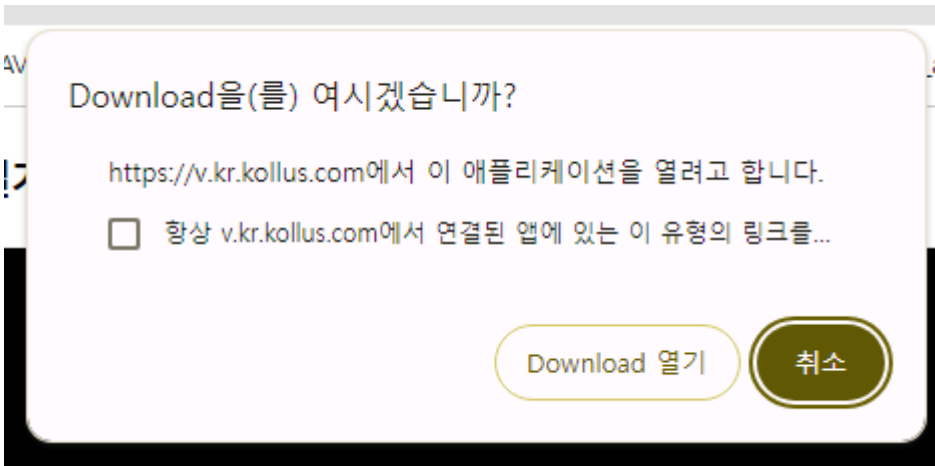 Download을(를) 여시겠습니까?
https://v.kr.kollus.com에서 이 애플리케이션을 열려고 합니다.
항상 v.kr.kollus.com에서 연결된 앱에 있는 이 유형의 링크를...
Download 열기
취소